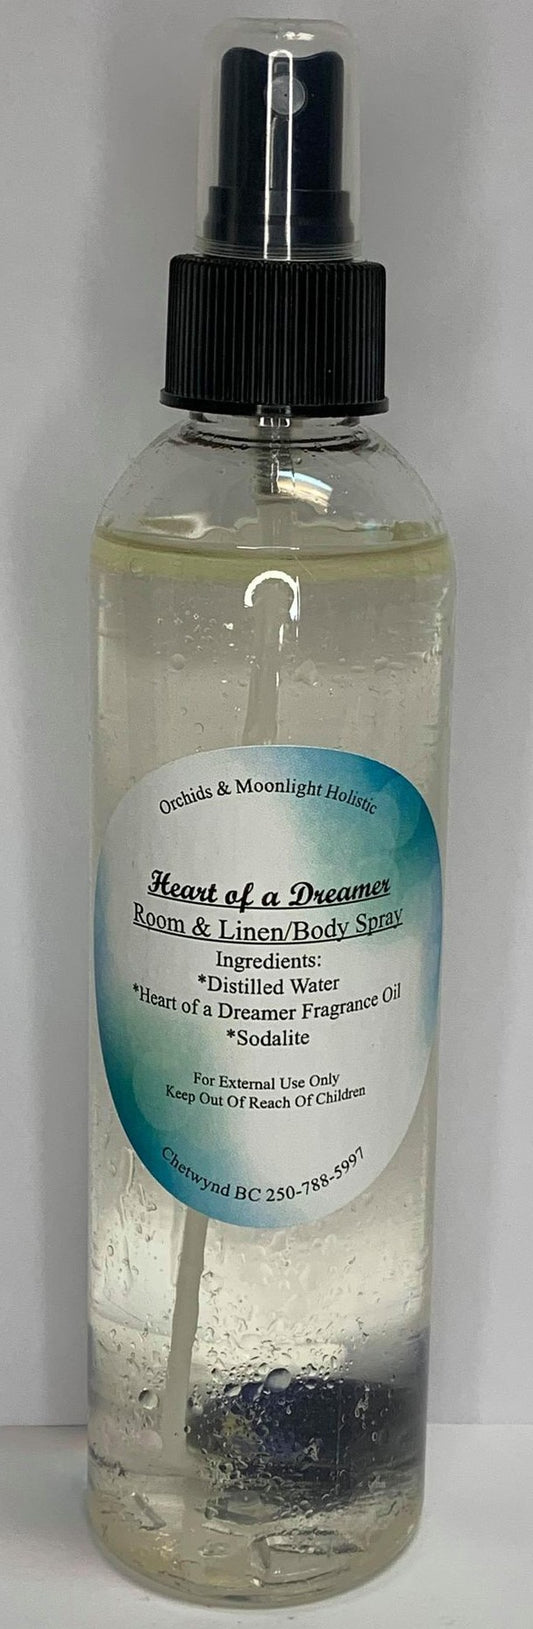 Orchids & Moonlight Holistic
Heart of a Dreamer
Room & Linen/Body Spray
Ingredients:
*Distilled Water
*Heart of a Dreamer Fragrance Oil
*Sodalite
For External Use Only
Keep Out Of Reach Of Children
Chetwynd BC 250-788-5997